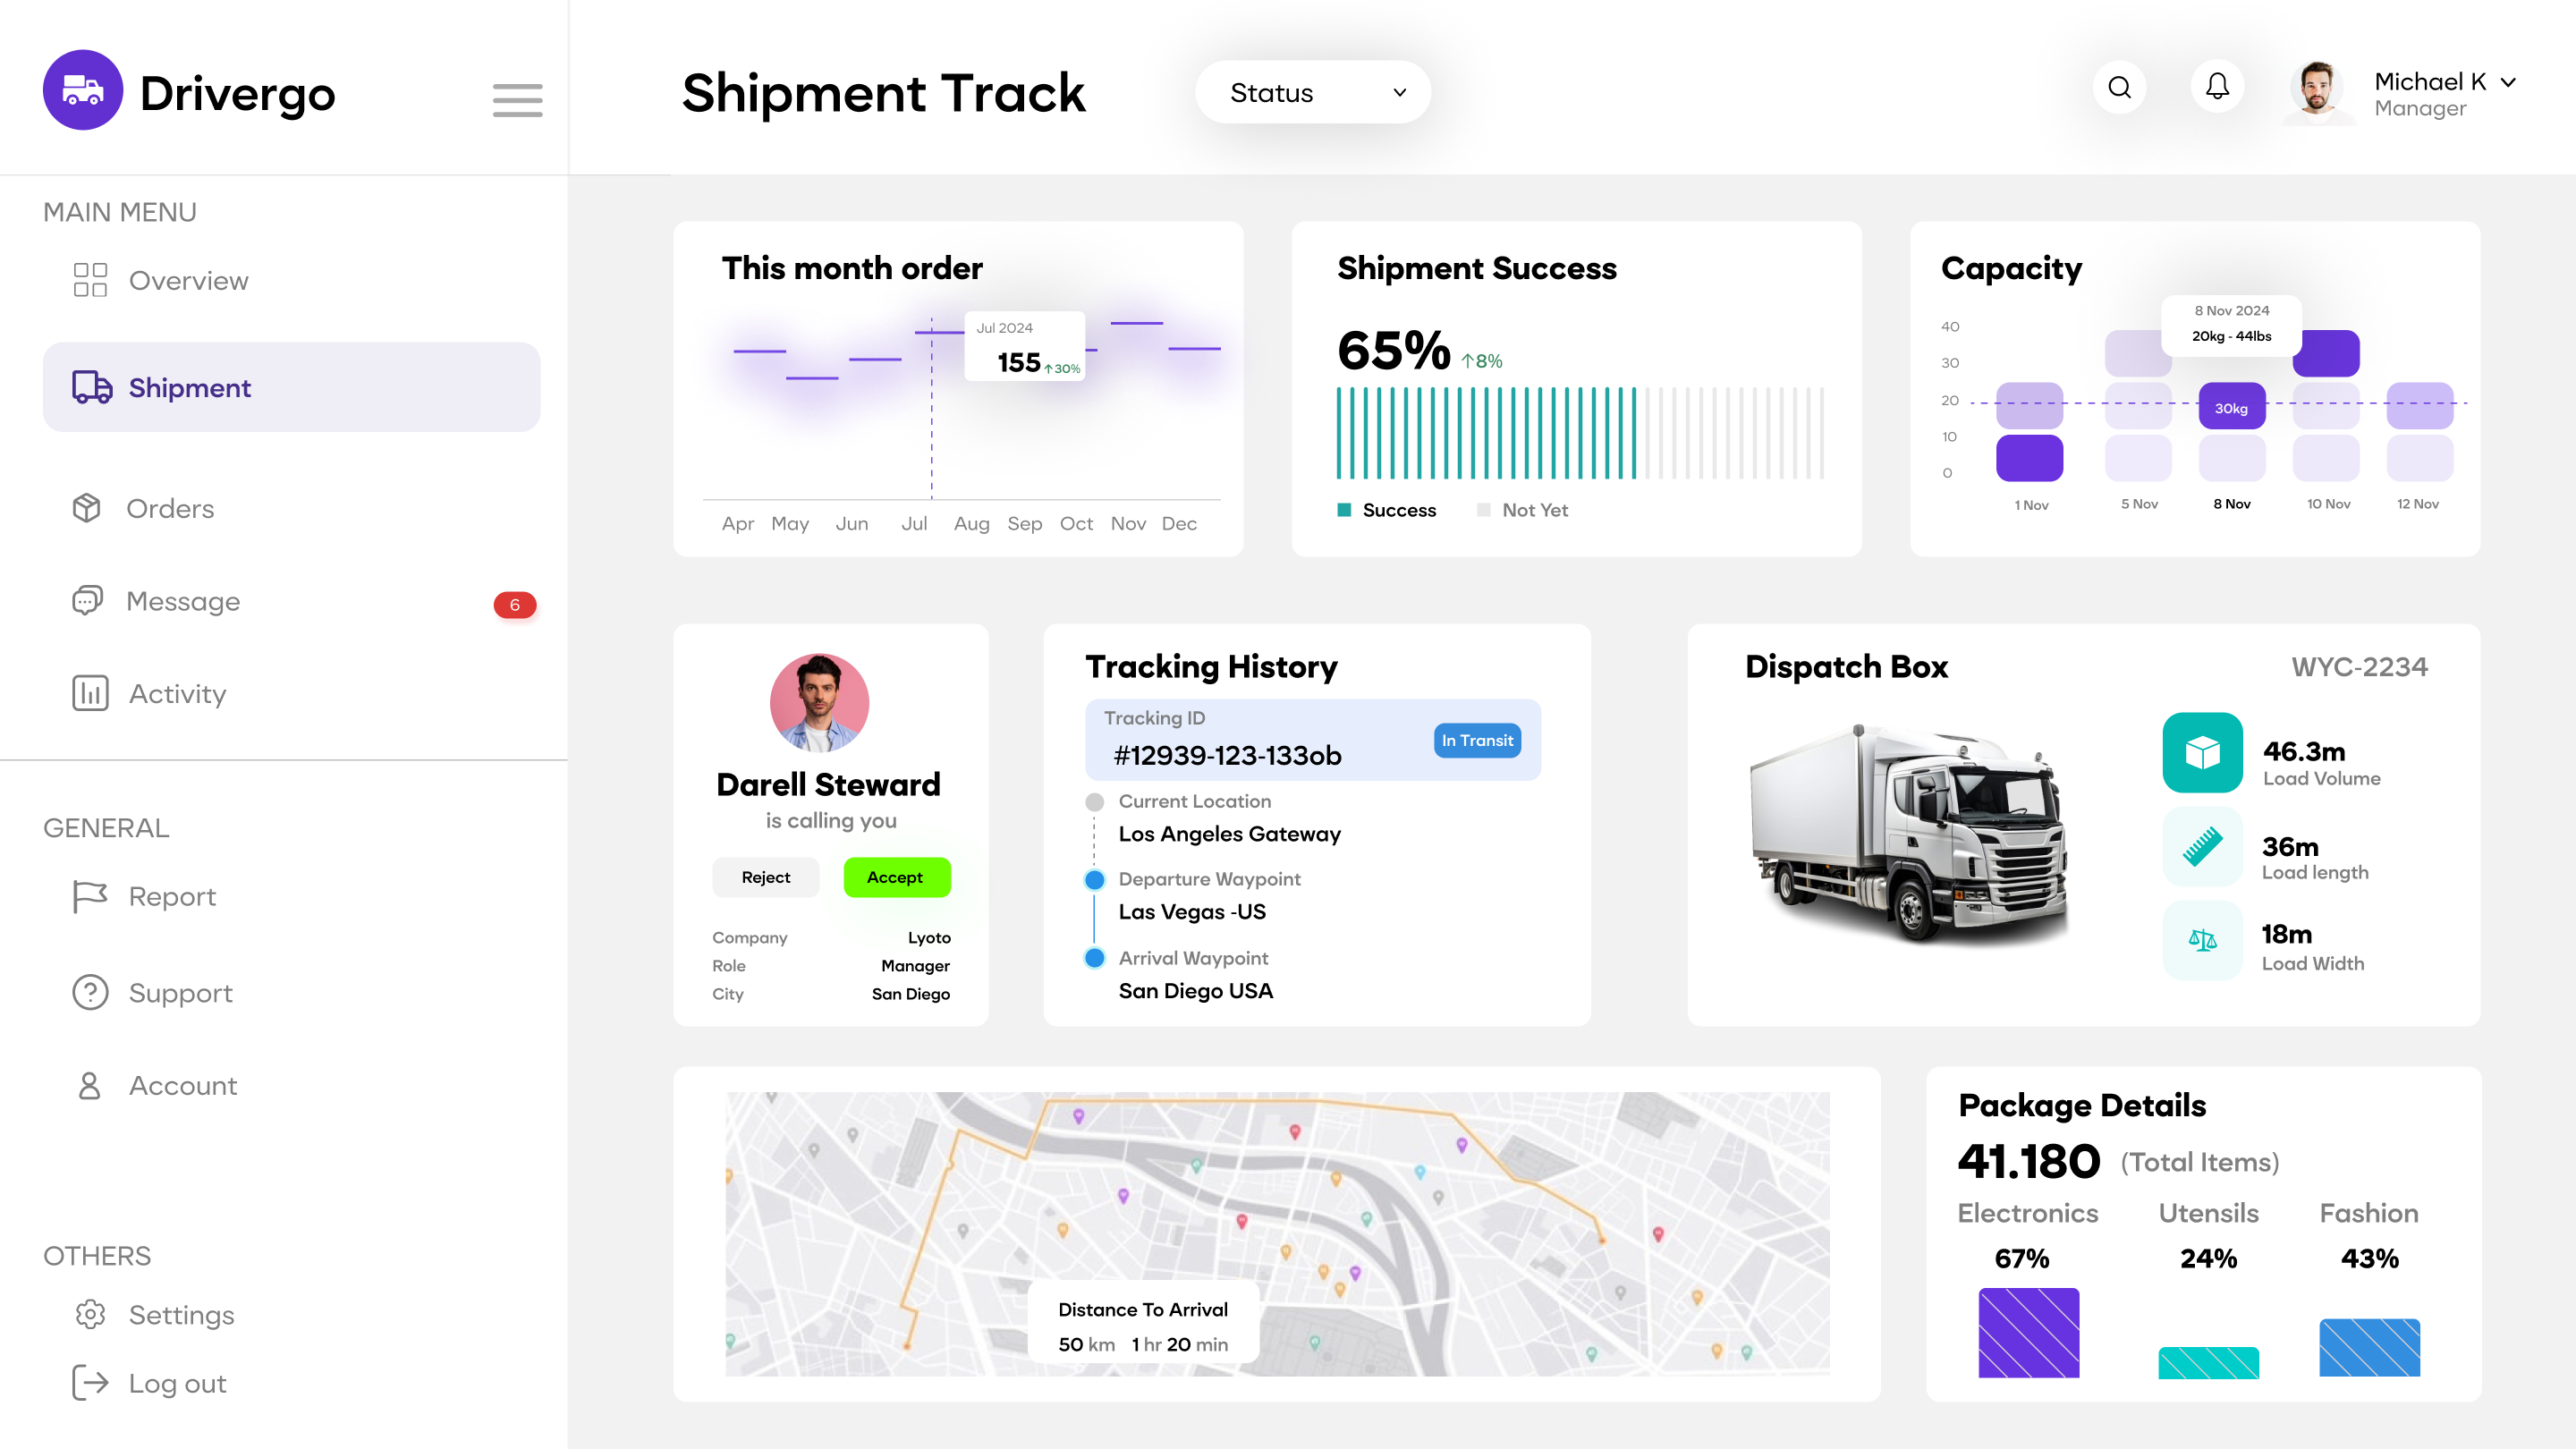 Drivergo
MAIN MENU
Overview
Shipment
Orders
Message
6
Activity
GENERAL
Report
Support
Account
OTHERS
Settings
Log out
Shipment Track
Status
Michael K
Manager
This month order
Jul 2024
155 ↑30%
Apr May Jun Jul Aug Sep Oct Nov Dec
Shipment Success
65% ↑8%
Success Not Yet
Capacity
8 Nov 2024
20kg - 44lbs
40
30
20
10
0
30kg
1 Nov 5 Nov 8 Nov 10 Nov 12 Nov
Darell Steward
is calling you
Reject Accept
Company Lyoto
Role Manager
City San Diego
Tracking History
Tracking ID
#12939-123-133ob
In Transit
Current Location
Los Angeles Gateway
Departure Waypoint
Las Vegas -US
Arrival Waypoint
San Diego USA
Dispatch Box
WYC-2234
46.3m
Load Volume
36m
Load length
18m
Load Width
Distance To Arrival
50 km 1 hr 20 min
Package Details
41.180 (Total Items)
Electronics Utensils Fashion
67% 24% 43%